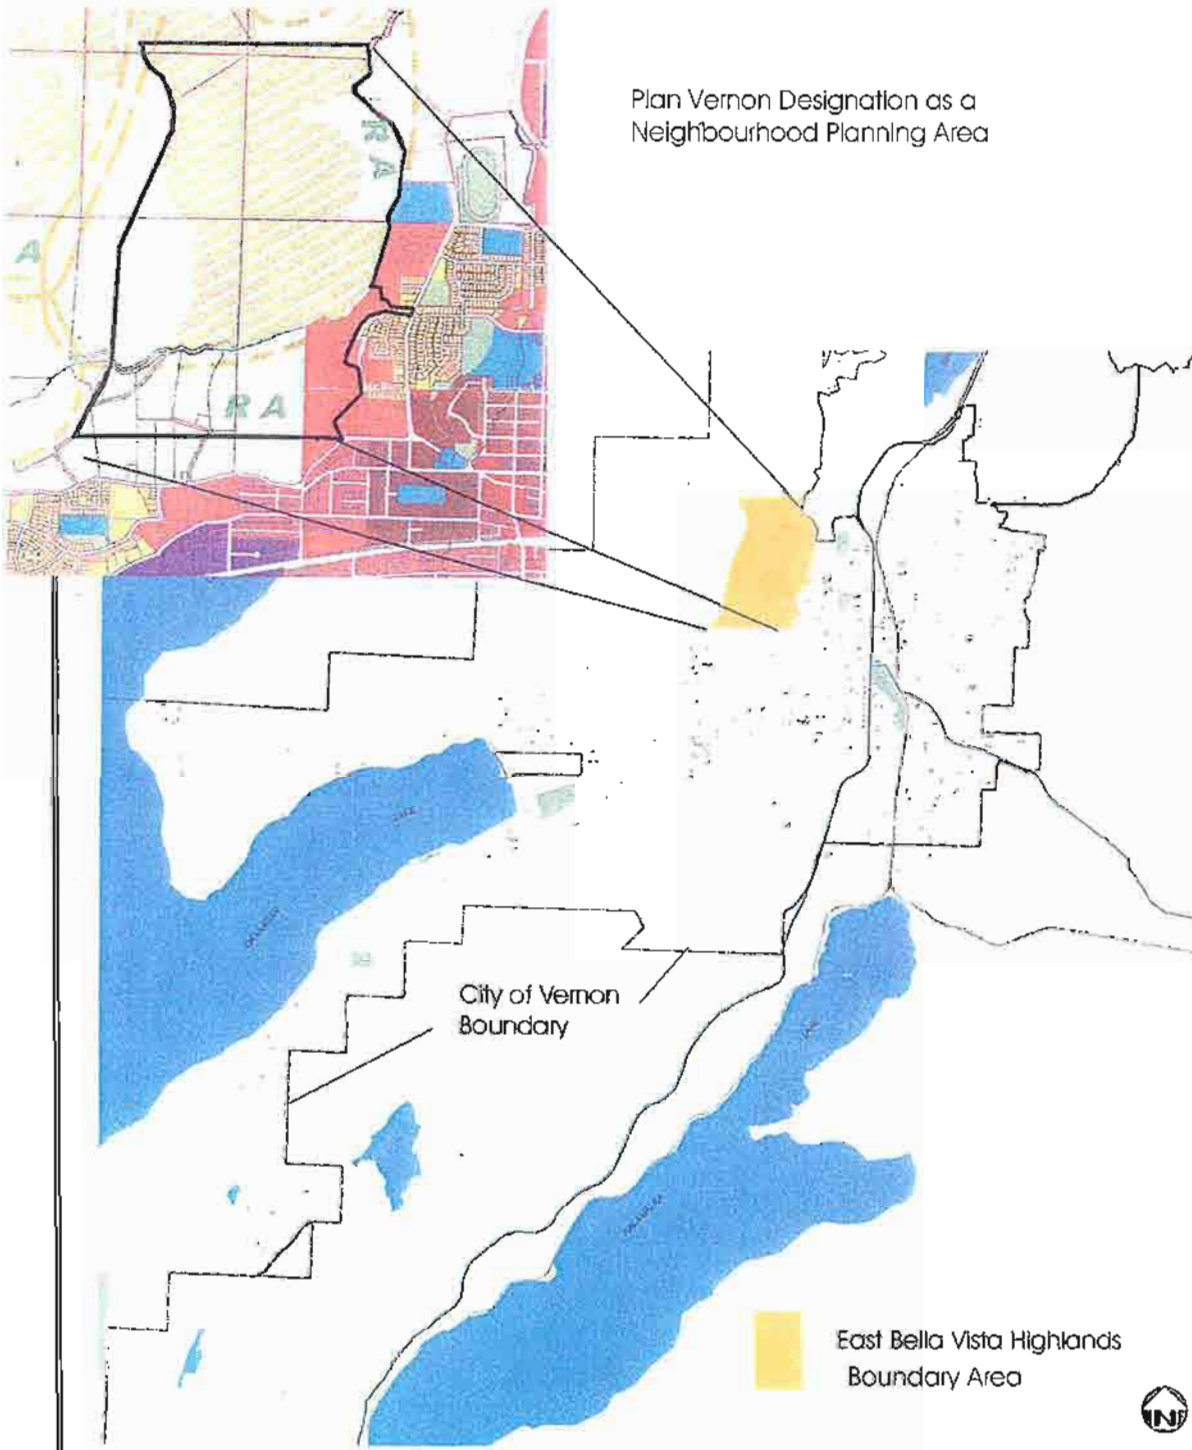 Plan Vernon Designation as a
Neighbourhood Planning Area
RA
A
RA
LAKE
City of Vernon
Boundary
East Bella Vista Highlands
Boundary Area
N